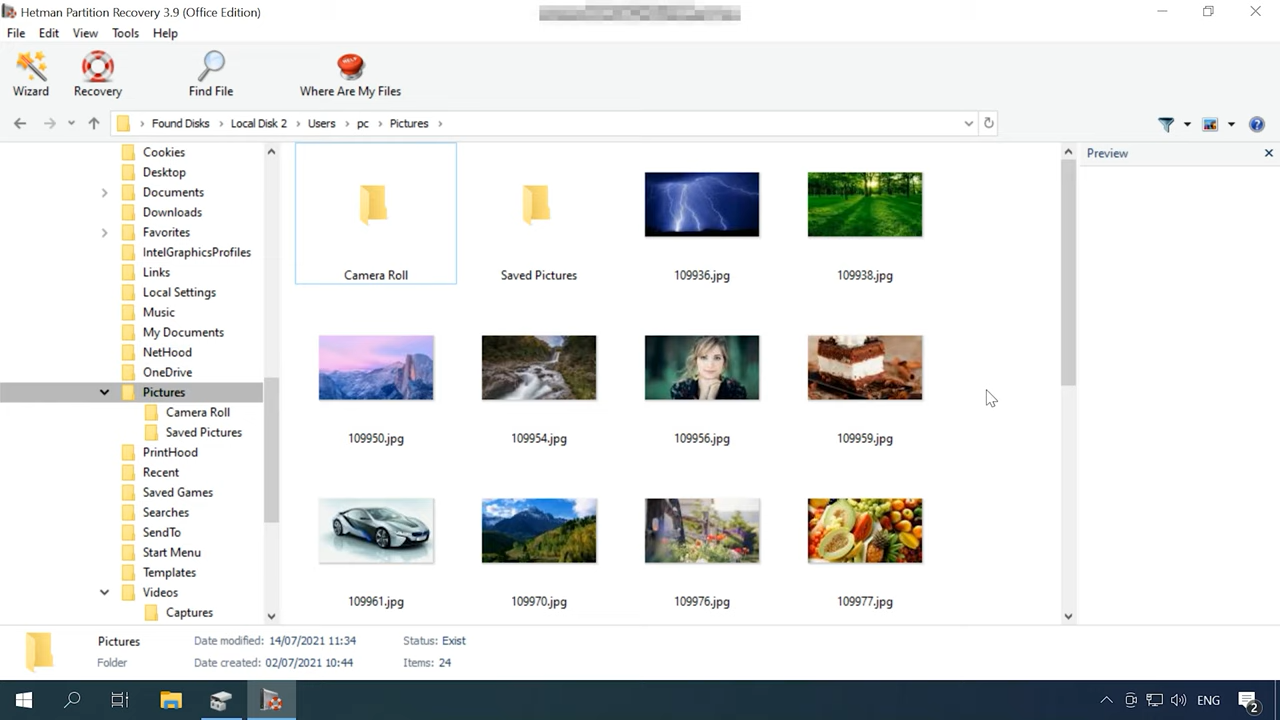 Hetman Partition Recovery 3.9 (Office Edition)
File Edit View Tools Help
Wizard Recovery Find File Where Are My Files
Found Disks Local Disk 2 Users pc Pictures
Cookies
Desktop
Documents
Downloads
Favorites
IntelGraphicsProfiles
Links
Local Settings
Music
My Documents
NetHood
OneDrive
Pictures
Camera Roll
Saved Pictures
PrintHood
Recent
Saved Games
Searches
SendTo
Start Menu
Templates
Videos
Captures
Camera Roll Saved Pictures 109936.jpg 109938.jpg
109950.jpg 109954.jpg 109956.jpg 109959.jpg
109961.jpg 109970.jpg 109976.jpg 109977.jpg
Preview
Pictures Date modified: 14/07/2021 11:34 Status: Exist
Folder Date created: 02/07/2021 10:44 Items: 24
ENG 2